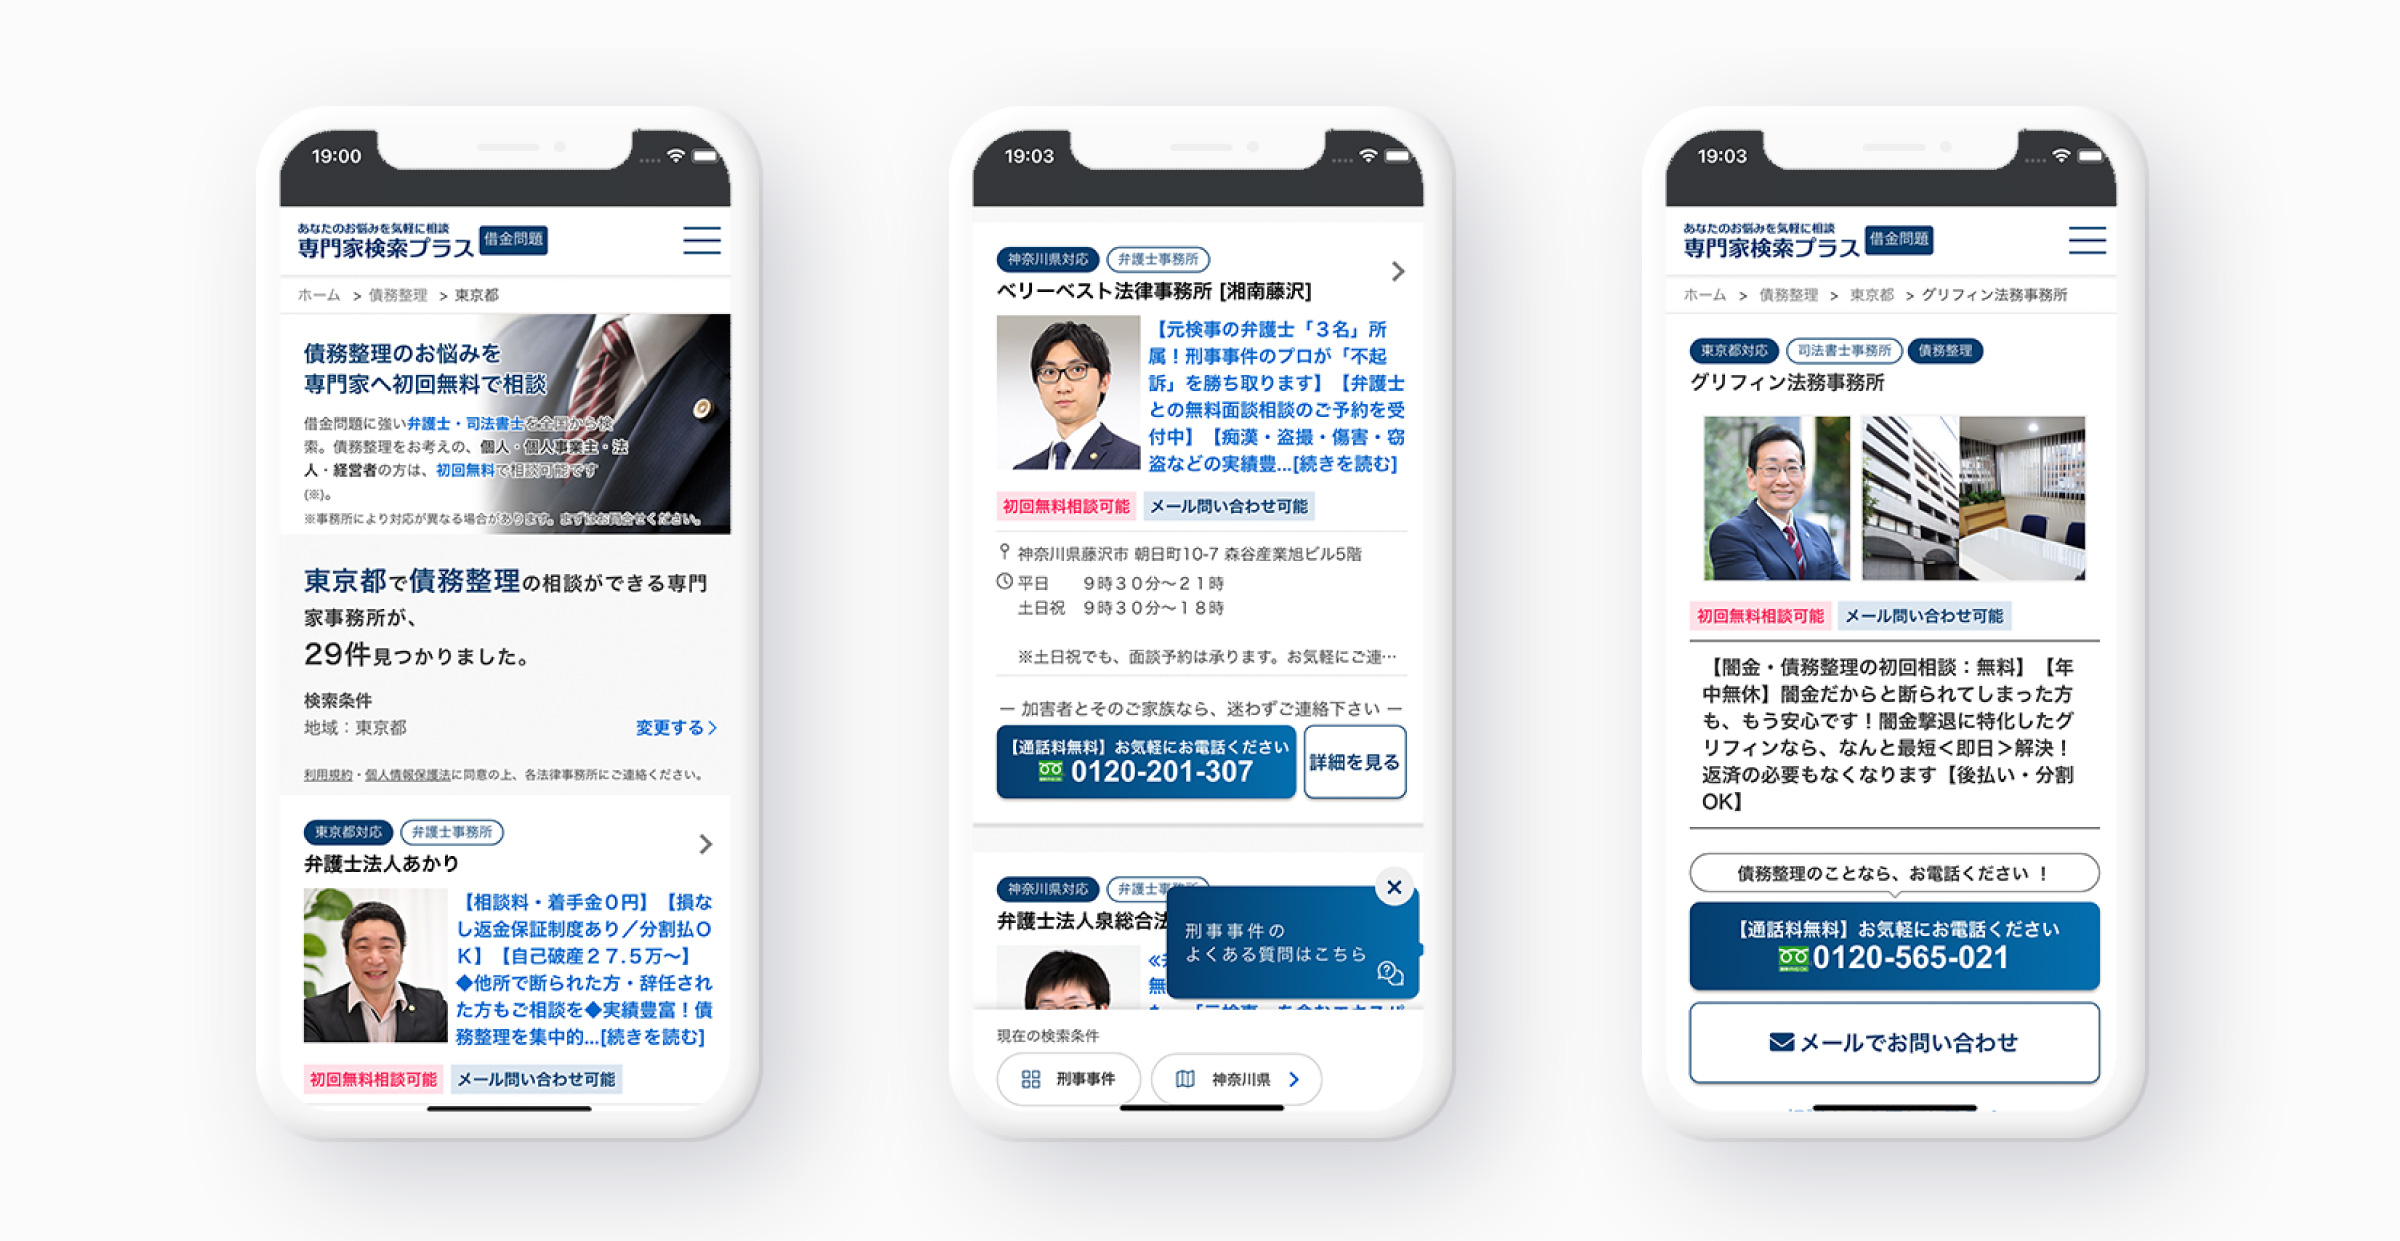 19:00
あなたのお悩みを気軽に相談
専門家検索プラス 借金問題
ホーム > 債務整理 > 東京都
債務整理のお悩みを
専門家へ初回無料で相談
借金問題に強い弁護士・司法書士を全国から検
索。債務整理をお考えの、個人・個人事業主・法
人・経営者の方は、初回無料で相談可能です
(※)。
※事務所により対応が異なる場合があります。まずはお問合せください。
東京都で債務整理の相談ができる専門
家事務所が、
29件見つかりました。
検索条件
地域：東京都 変更する
利用規約・個人情報保護法に同意の上、各法律事務所にご連絡ください。
東京都対応 弁護士事務所
弁護士法人あかり
【相談料・着手金０円】【損な
し返金保証制度あり／分割払Ｏ
Ｋ】【自己破産２７.５万〜】
◆他所で断られた方・辞任され
た方もご相談を◆実績豊富！債
務整理を集中的...[続きを読む]
初回無料相談可能 メール問い合わせ可能
19:03
神奈川県対応 弁護士事務所
ベリーベスト法律事務所 [湘南藤沢]
【元検事の弁護士「３名」所
属！刑事事件のプロが「不起
訴」を勝ち取ります】【弁護士
との無料面談相談のご予約を受
付中】【痴漢・盗撮・傷害・窃
盗などの実績豊...[続きを読む]
初回無料相談可能 メール問い合わせ可能
神奈川県藤沢市 朝日町10-7 森谷産業旭ビル5階
平日 ９時３０分〜２１時
土日祝 ９時３０分〜１８時
※土日祝でも、面談予約は承ります。お気軽にご連…
ー 加害者とそのご家族なら、迷わずご連絡下さい ー
【通話料無料】お気軽にお電話ください
0120-201-307
詳細を見る
神奈川県対応 弁護士事務所
弁護士法人泉総合法
刑事事件の
よくある質問はこちら
現在の検索条件
刑事事件 神奈川県
19:03
あなたのお悩みを気軽に相談
専門家検索プラス 借金問題
ホーム > 債務整理 > 東京都 > グリフィン法務事務所
東京都対応 司法書士事務所 債務整理
グリフィン法務事務所
初回無料相談可能 メール問い合わせ可能
【闇金・債務整理の初回相談：無料】【年
中無休】闇金だからと断られてしまった方
も、もう安心です！闇金撃退に特化したグ
リフィンなら、なんと最短＜即日＞解決！
返済の必要もなくなります【後払い・分割
OK】
債務整理のことなら、お電話ください ！
【通話料無料】お気軽にお電話ください
0120-565-021
メールでお問い合わせ